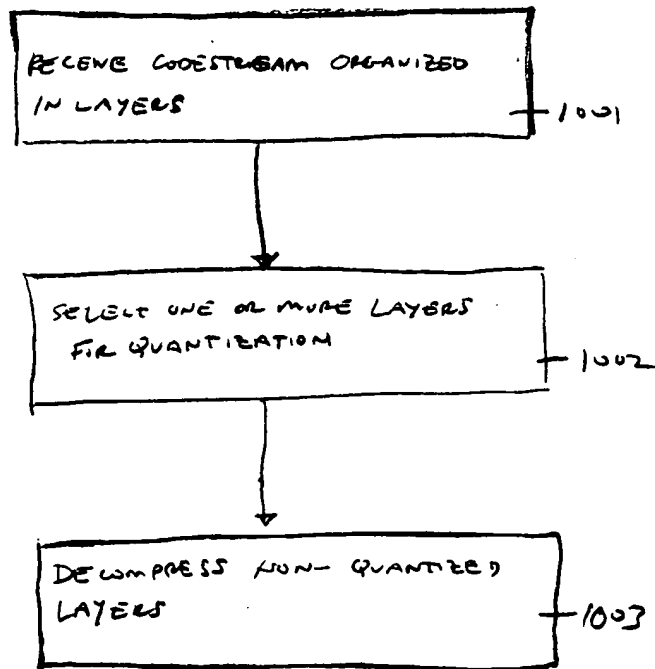 RECEIVE CODESTREAM ORGANIZED
IN LAYERS
1001
SELECT ONE OR MORE LAYERS
FOR QUANTIZATION
1002
DECOMPRESS NON-QUANTIZED
LAYERS
1003